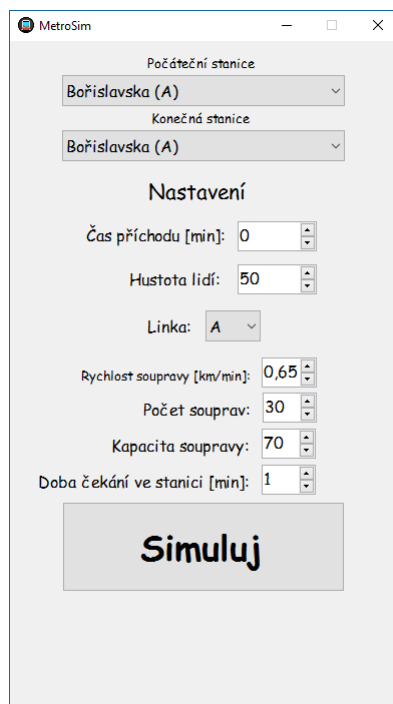 MetroSim
Počáteční stanice
Bořislavska (A)
Konečná stanice
Bořislavska (A)
Nastavení
Čas příchodu [min]: 0
Hustota lidí: 50
Linka: A
Rychlost soupravy [km/min]: 0,65
Počet souprav: 30
Kapacita soupravy: 70
Doba čekání ve stanici [min]: 1
Simuluj